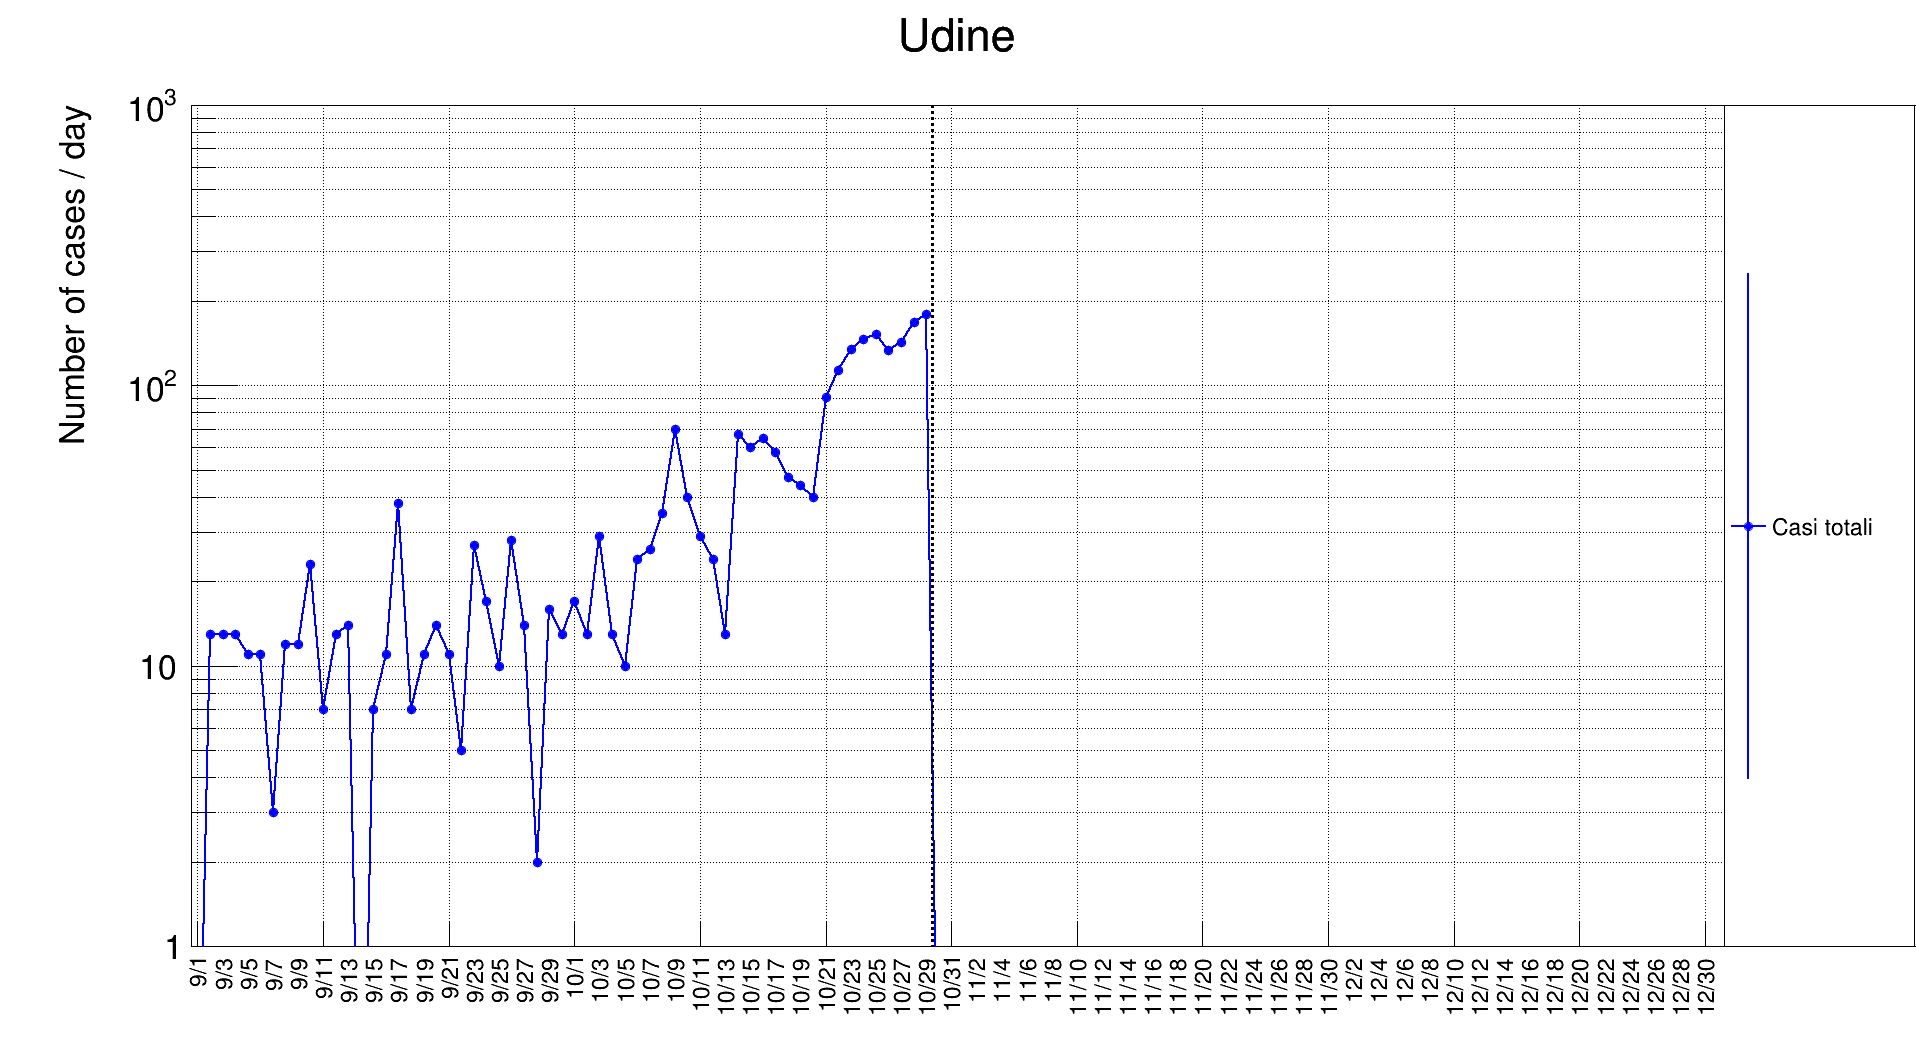 Udine
Number of cases / day
10³
10²
10
1
9/1 9/3 9/5 9/7 9/9 9/11 9/13 9/15 9/17 9/19 9/21 9/23 9/25 9/27 9/29 10/1 10/3 10/5 10/7 10/9 10/11 10/13 10/15 10/17 10/19 10/21 10/23 10/25 10/27 10/29 10/31 11/2 11/4 11/6 11/8 11/10 11/12 11/14 11/16 11/18 11/20 11/22 11/24 11/26 11/28 11/30 12/2 12/4 12/6 12/8 12/10 12/12 12/14 12/16 12/18 12/20 12/22 12/24 12/26 12/28 12/30
Casi totali